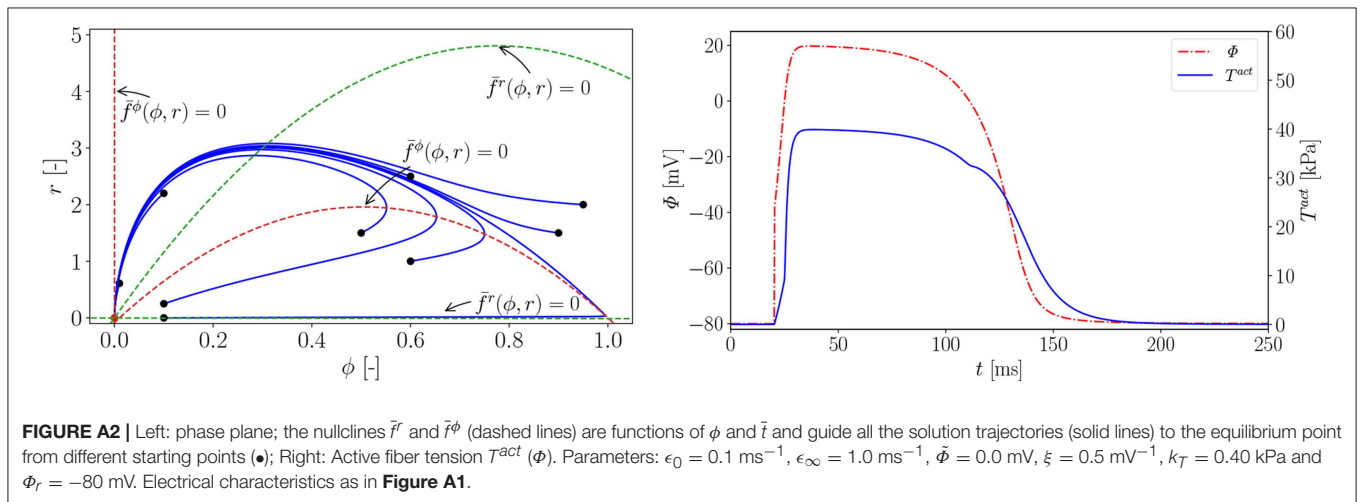 5
4
3
2
1
0
r [-]
f̄^ϕ(ϕ, r) = 0
f̄^r(ϕ, r) = 0
f̄^ϕ(ϕ, r) = 0
f̄^r(ϕ, r) = 0
0.0 0.2 0.4 0.6 0.8 1.0
ϕ [-]
20
0
−20
−40
−60
−80
Φ [mV]
Φ
T^act
60
50
40
30
20
10
0
T^act [kPa]
0 50 100 150 200 250
t [ms]
FIGURE A2 | Left: phase plane; the nullclines f̄^r and f̄^ϕ (dashed lines) are functions of ϕ and t̄ and guide all the solution trajectories (solid lines) to the equilibrium point
from different starting points (•); Right: Active fiber tension T^act (Φ). Parameters: ϵ₀ = 0.1 ms⁻¹, ϵ∞ = 1.0 ms⁻¹, Φ̃ = 0.0 mV, ξ = 0.5 mV⁻¹, k_T = 0.40 kPa and
Φ_r = −80 mV. Electrical characteristics as in Figure A1.